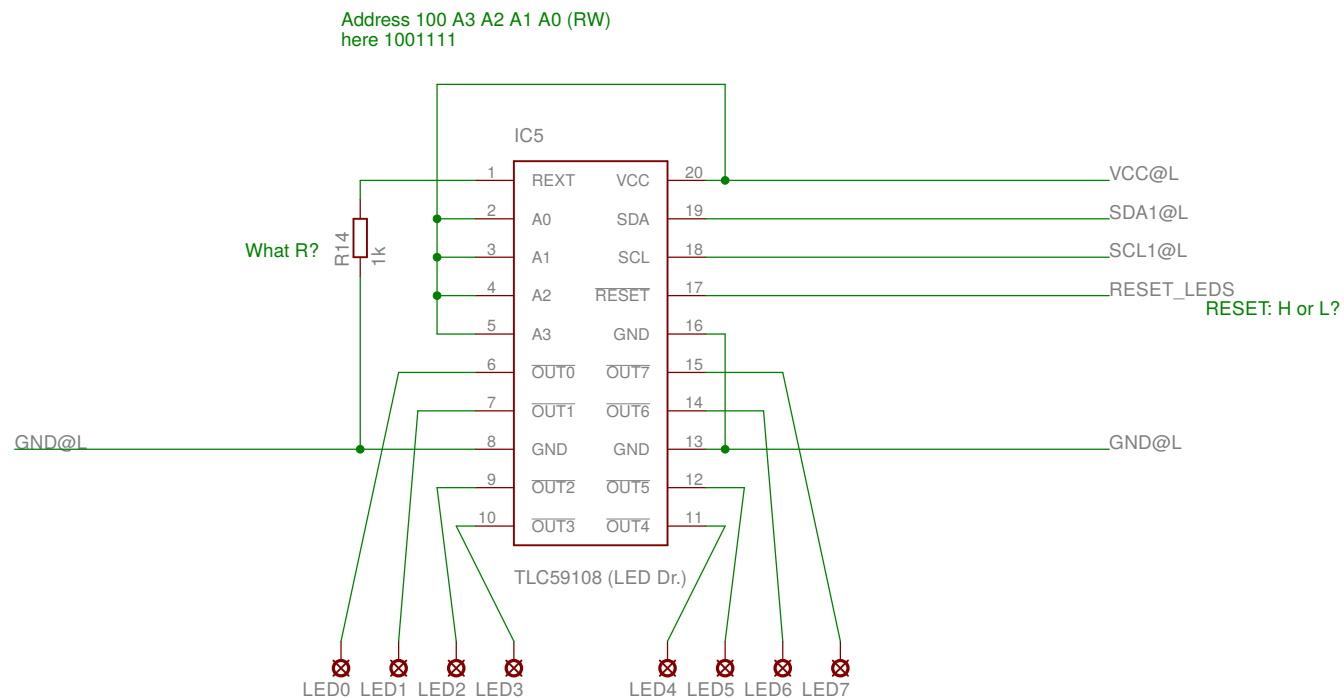 Address 100 A3 A2 A1 A0 (RW)
here 1001111
IC5
1 REXT VCC 20 VCC@L
2 A0 SDA 19 SDA1@L
What R? R14 1k 3 A1 SCL 18 SCL1@L
4 A2 RESET 17 RESET_LEDS
RESET: H or L?
5 A3 GND 16
6 OUT0 OUT7 15
7 OUT1 OUT6 14
GND@L 8 GND GND 13 GND@L
9 OUT2 OUT5 12
10 OUT3 OUT4 11
TLC59108 (LED Dr.)
LED0 LED1 LED2 LED3 LED4 LED5 LED6 LED7